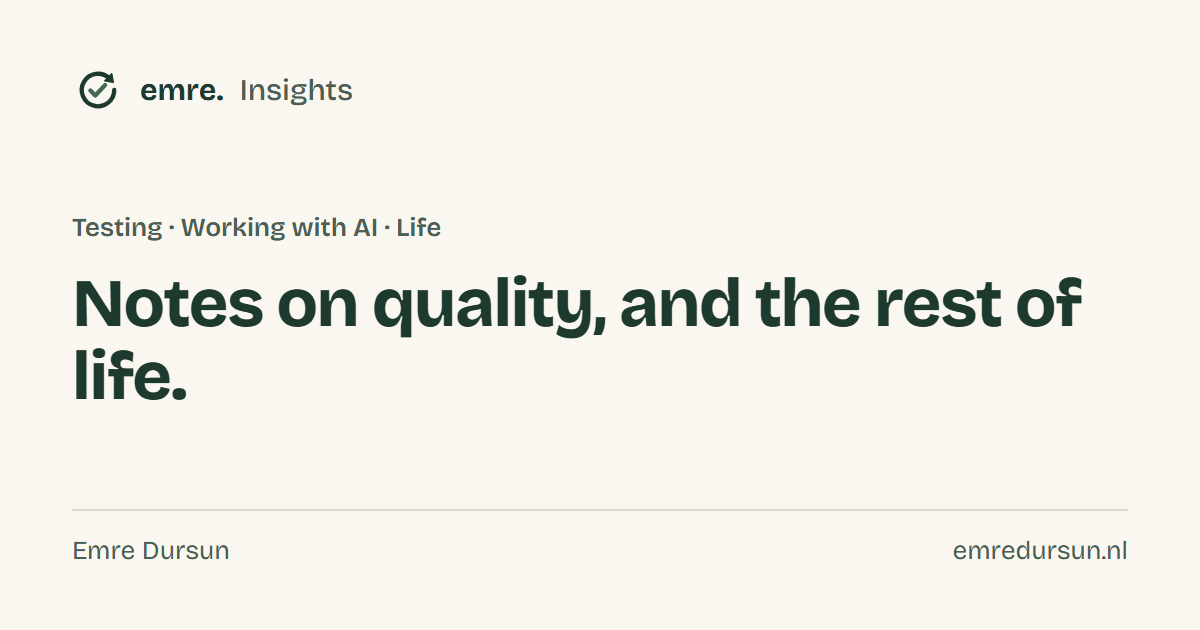 emre. Insights
Testing · Working with AI · Life
Notes on quality, and the rest of
life.
Emre Dursun
emredursun.nl